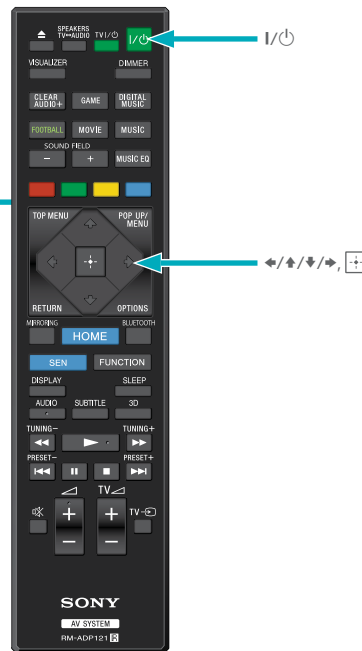 SPEAKERS
TV↔AUDIO TV I/⏻ I/⏻ I/⏻
VISUALIZER DIMMER
CLEAR AUDIO+ GAME DIGITAL MUSIC
FOOTBALL MOVIE MUSIC
SOUND FIELD
− + MUSIC EQ
TOP MENU POP UP/MENU
←/↑/↓/→,
RETURN OPTIONS
MIRRORING HOME BLUETOOTH
SEN FUNCTION
DISPLAY SLEEP
AUDIO SUBTITLE 3D
TUNING− TUNING+
PRESET− PRESET+
TV
+ + TV
− −
SONY
AV SYSTEM
RM-ADP121 R